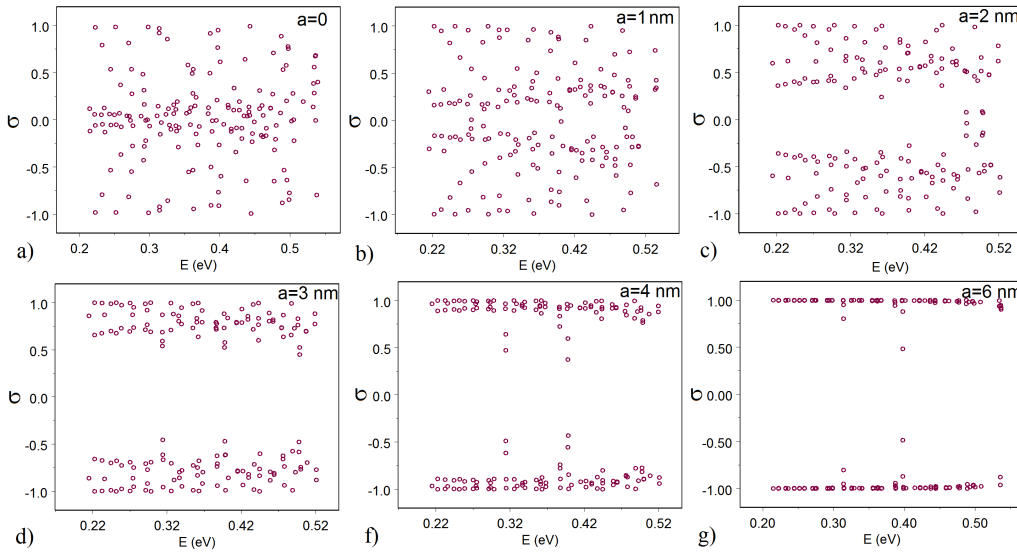 a=0
1.0
0.5
0.0
-0.5
-1.0
σ
0.2 0.3 0.4 0.5
E (eV)
a)
a=1 nm
1.0
0.5
0.0
-0.5
-1.0
σ
0.22 0.32 0.42 0.52
E (eV)
b)
a=2 nm
1.0
0.5
0.0
-0.5
-1.0
σ
0.22 0.32 0.42 0.52
E (eV)
c)
a=3 nm
1.0
0.5
0.0
-0.5
-1.0
σ
0.22 0.32 0.42 0.52
E (eV)
d)
a=4 nm
1.0
0.5
0.0
-0.5
-1.0
σ
0.22 0.32 0.42 0.52
E (eV)
f)
a=6 nm
1.00
0.50
0.00
-0.50
-1.00
σ
0.20 0.30 0.40 0.50
E (eV)
g)